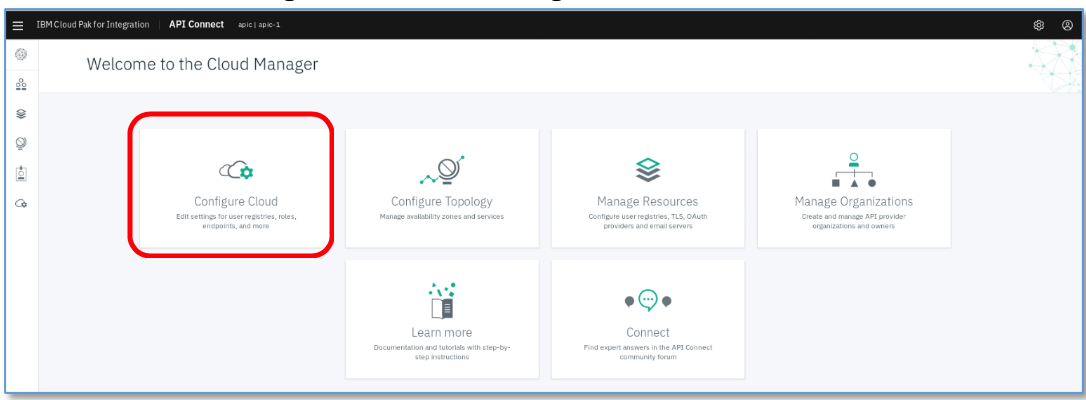 IBM Cloud Pak for Integration API Connect apic | apic-1
Welcome to the Cloud Manager
Configure Cloud
Edit settings for user registries, roles,
endpoints, and more
Configure Topology
Manage availability zones and services
Manage Resources
Configure user registries, TLS, OAuth
providers and email servers
Manage Organizations
Create and manage API provider
organizations and owners
Learn more
Documentation and tutorials with step-by-
step instructions
Connect
Find expert answers in the API Connect
community forum